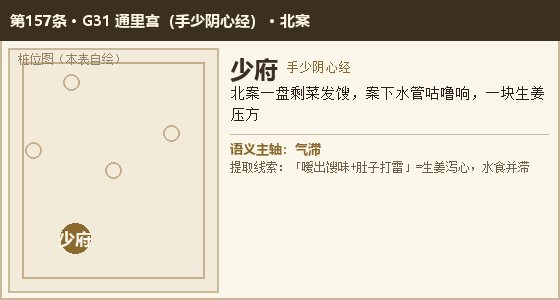 第157条・G31 通里宫（手少阴心经）・北案
桩位图（本表自绘）
少府 手少阴心经
北案一盘剩菜发馊，案下水管咕噜响，一块生姜
压方
语义主轴：气滞
提取线索：「嗳出馊味+肚子打雷」=生姜泻心，水食并滞
少府